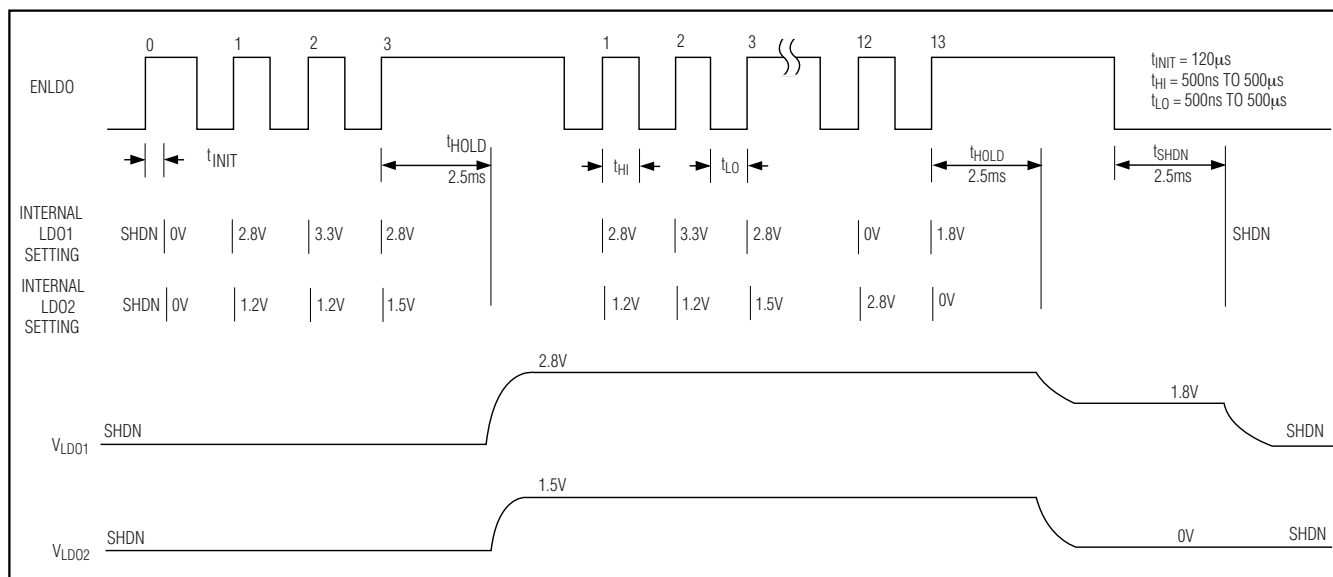 0 1 2 3 1 2 3 12 13
ENLDO
tINIT = 120μs
tHI = 500ns TO 500μs
tLO = 500ns TO 500μs
tINIT
tHOLD
2.5ms
tHI
tLO
tHOLD
2.5ms
tSHDN
2.5ms
INTERNAL
LDO1
SETTING
SHDN 0V 2.8V 3.3V 2.8V 2.8V 3.3V 2.8V 0V 1.8V SHDN
INTERNAL
LDO2
SETTING
SHDN 0V 1.2V 1.2V 1.5V 1.2V 1.2V 1.5V 2.8V 0V
2.8V
1.8V
SHDN
SHDN
VLDO1
1.5V
SHDN
0V
SHDN
VLDO2